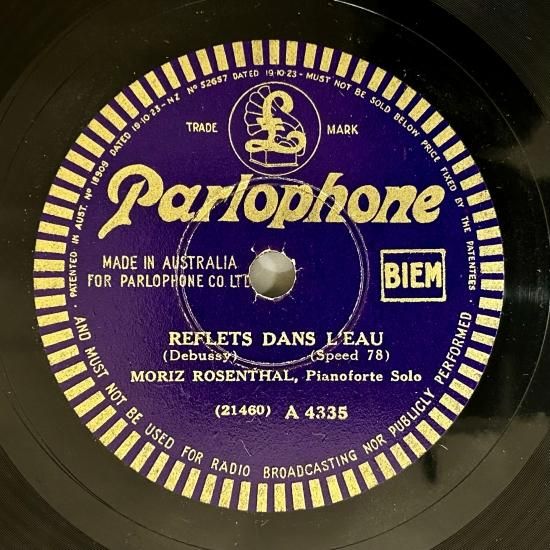 · PATENTED IN AUST. Nº 18909 DATED 19·10·23 - NZ Nº 52657 DATED 19·10·23 - MUST NOT BE SOLD BELOW PRICE FIXED BY THE PATENTEES ·
£
TRADE MARK
Parlophone
MADE IN AUSTRALIA
FOR PARLOPHONE CO. LTD
BIEM
REFLETS DANS L'EAU
(Debussy) (Speed 78)
MORIZ ROSENTHAL, Pianoforte Solo
(21460) A 4335
AND MUST NOT BE USED FOR RADIO BROADCASTING NOR PUBLICLY PERFORMED